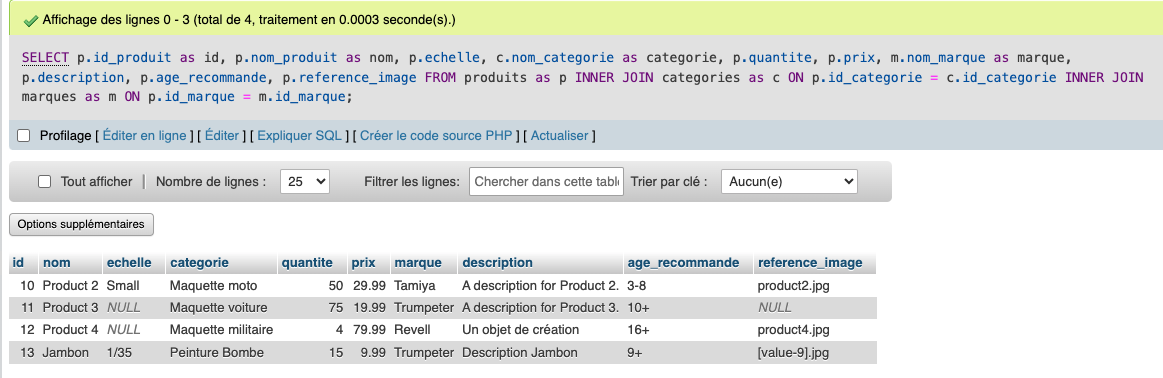 Affichage des lignes 0 - 3 (total de 4, traitement en 0.0003 seconde(s).)
SELECT p.id_produit as id, p.nom_produit as nom, p.echelle, c.nom_categorie as categorie, p.quantite, p.prix, m.nom_marque as marque,
p.description, p.age_recommande, p.reference_image FROM produits as p INNER JOIN categories as c ON p.id_categorie = c.id_categorie INNER JOIN
marques as m ON p.id_marque = m.id_marque;
Profilage [ Éditer en ligne ] [ Éditer ] [ Expliquer SQL ] [ Créer le code source PHP ] [ Actualiser ]
Tout afficher | Nombre de lignes : 25 Filtrer les lignes: Chercher dans cette tabl Trier par clé : Aucun(e)
Options supplémentaires
id nom echelle categorie quantite prix marque description age_recommande reference_image
10 Product 2 Small Maquette moto 50 29.99 Tamiya A description for Product 2. 3-8 product2.jpg
11 Product 3 NULL Maquette voiture 75 19.99 Trumpeter A description for Product 3. 10+ NULL
12 Product 4 NULL Maquette militaire 4 79.99 Revell Un objet de création 16+ product4.jpg
13 Jambon 1/35 Peinture Bombe 15 9.99 Trumpeter Description Jambon 9+ [value-9].jpg